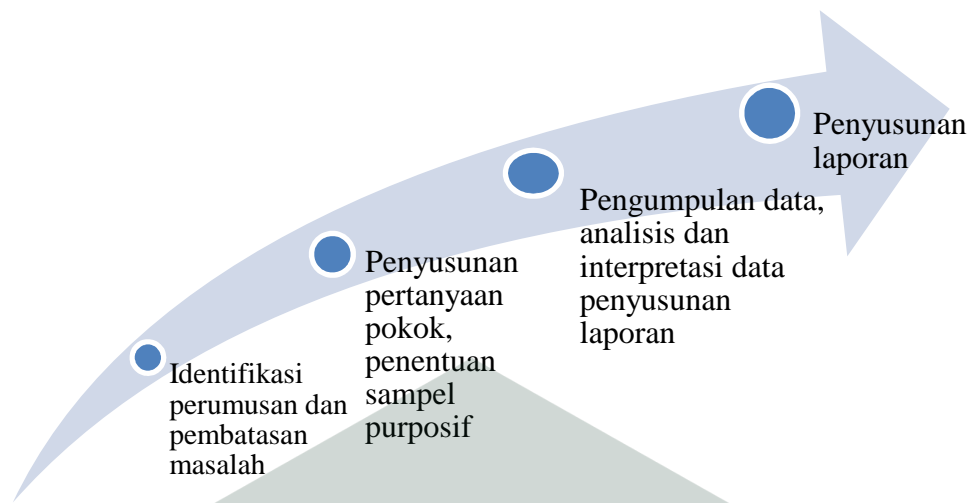 Identifikasi
perumusan dan
pembatasan
masalah
Penyusunan
pertanyaan
pokok,
penentuan
sampel
purposif
Pengumpulan data,
analisis dan
interpretasi data
penyusunan
laporan
Penyusunan
laporan